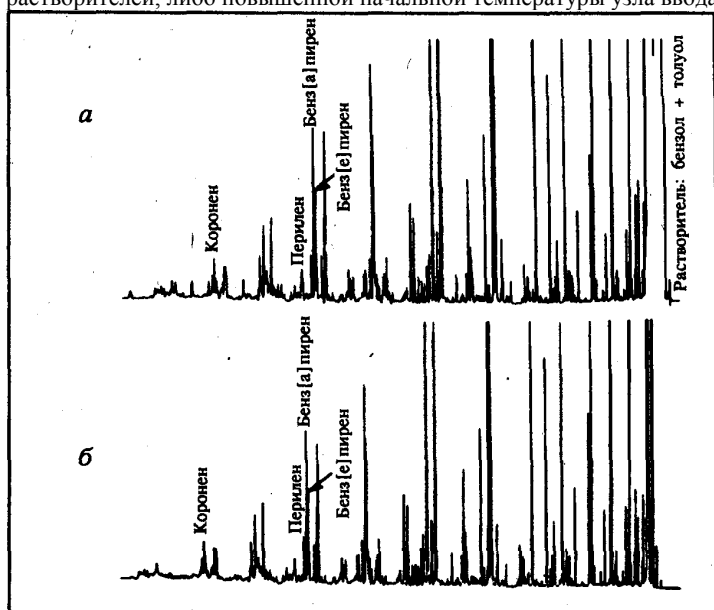 растворителей, либо повышенной начальной температуры узла ввода
а
Коронен
Перилен
Бенз[а]пирен
Бенз[е]пирен
Растворитель: бензол + толуол
б
Коронен
Перилен
Бенз[а]пирен
Бенз[е]пирен